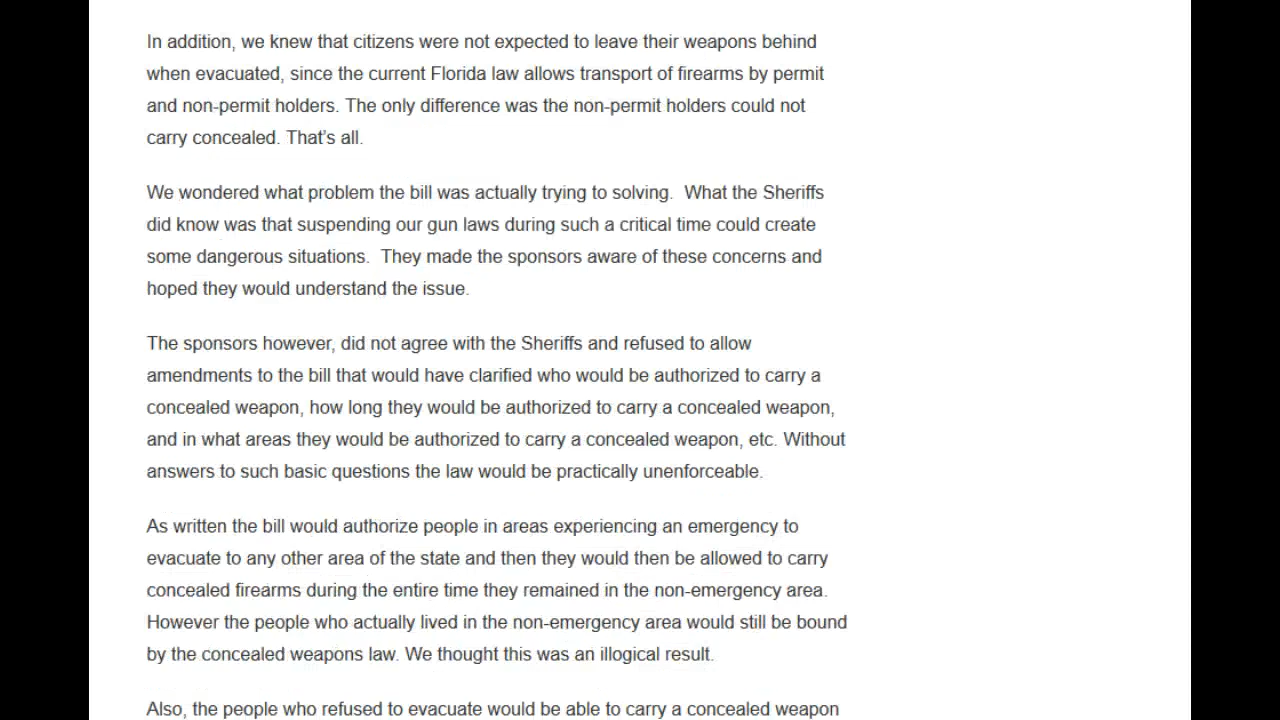 In addition, we knew that citizens were not expected to leave their weapons behind
when evacuated, since the current Florida law allows transport of firearms by permit
and non-permit holders. The only difference was the non-permit holders could not
carry concealed. That's all.
We wondered what problem the bill was actually trying to solving.  What the Sheriffs
did know was that suspending our gun laws during such a critical time could create
some dangerous situations.  They made the sponsors aware of these concerns and
hoped they would understand the issue.
The sponsors however, did not agree with the Sheriffs and refused to allow
amendments to the bill that would have clarified who would be authorized to carry a
concealed weapon, how long they would be authorized to carry a concealed weapon,
and in what areas they would be authorized to carry a concealed weapon, etc. Without
answers to such basic questions the law would be practically unenforceable.
As written the bill would authorize people in areas experiencing an emergency to
evacuate to any other area of the state and then they would then be allowed to carry
concealed firearms during the entire time they remained in the non-emergency area.
However the people who actually lived in the non-emergency area would still be bound
by the concealed weapons law. We thought this was an illogical result.
Also, the people who refused to evacuate would be able to carry a concealed weapon